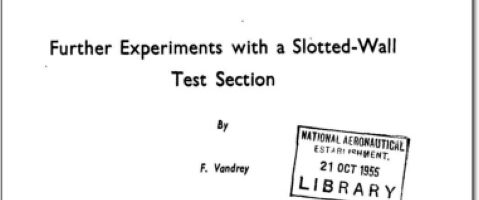 Further Experiments with a Slotted-Wall
Test Section
By
F. Vandrey
NATIONAL AERONAUTICAL
ESTABLISHMENT.
21 OCT 1955
LIBRARY